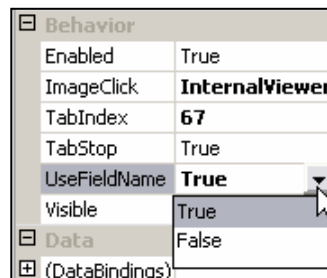 Behavior
Enabled True
ImageClick InternalViewer
TabIndex 67
TabStop True
UseFieldName True
Visible True
Data False
(DataBindings)